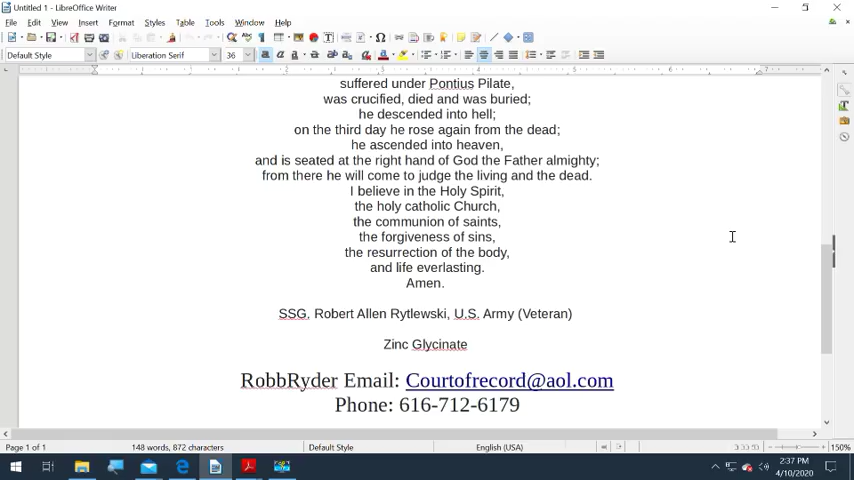 Untitled 1 - LibreOffice Writer
File Edit View Insert Format Styles Table Tools Window Help
Default Style Liberation Serif 36
suffered under Pontius Pilate,
was crucified, died and was buried;
he descended into hell;
on the third day he rose again from the dead;
he ascended into heaven,
and is seated at the right hand of God the Father almighty;
from there he will come to judge the living and the dead.
I believe in the Holy Spirit,
the holy catholic Church,
the communion of saints,
the forgiveness of sins,
the resurrection of the body,
and life everlasting.
Amen.
SSG. Robert Allen Rytlewski, U.S. Army (Veteran)
Zinc Glycinate
RobbRyder Email: Courtofrecord@aol.com
Phone: 616-712-6179
Page 1 of 1 148 words, 872 characters Default Style English (USA) 150%
2:37 PM
4/10/2020